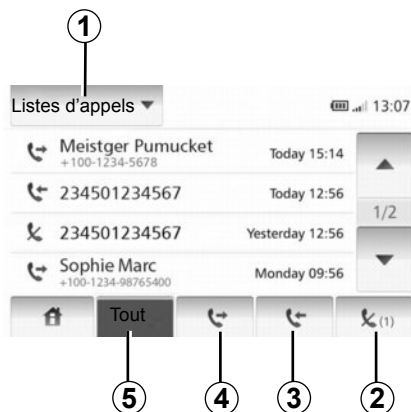 1
Listes d'appels 13:07
Meistger Pumucket Today 15:14
+100-1234-5678
234501234567 Today 12:56
1/2
234501234567 Yesterday 12:56
Sophie Marc Monday 09:56
+100-1234-98765400
Tout (1)
5 4 3 2